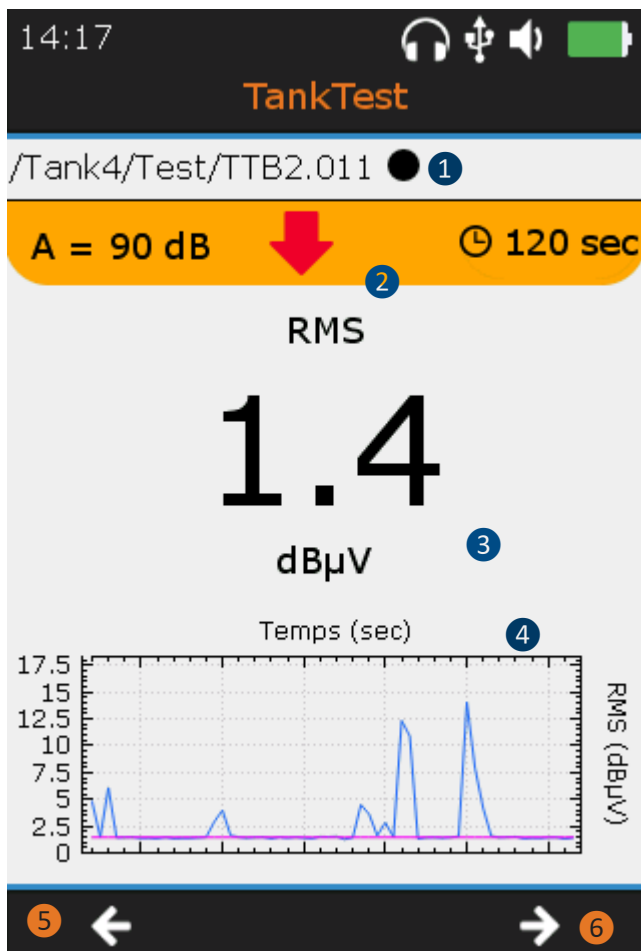 14:17
TankTest
/Tank4/Test/TTB2.011 1
A = 90 dB 120 sec
2
RMS
1.4
3
dBµV
Temps (sec) 4
17.5
15
12.5
10
7.5
5
2.5
0
RMS (dBµV)
5 6